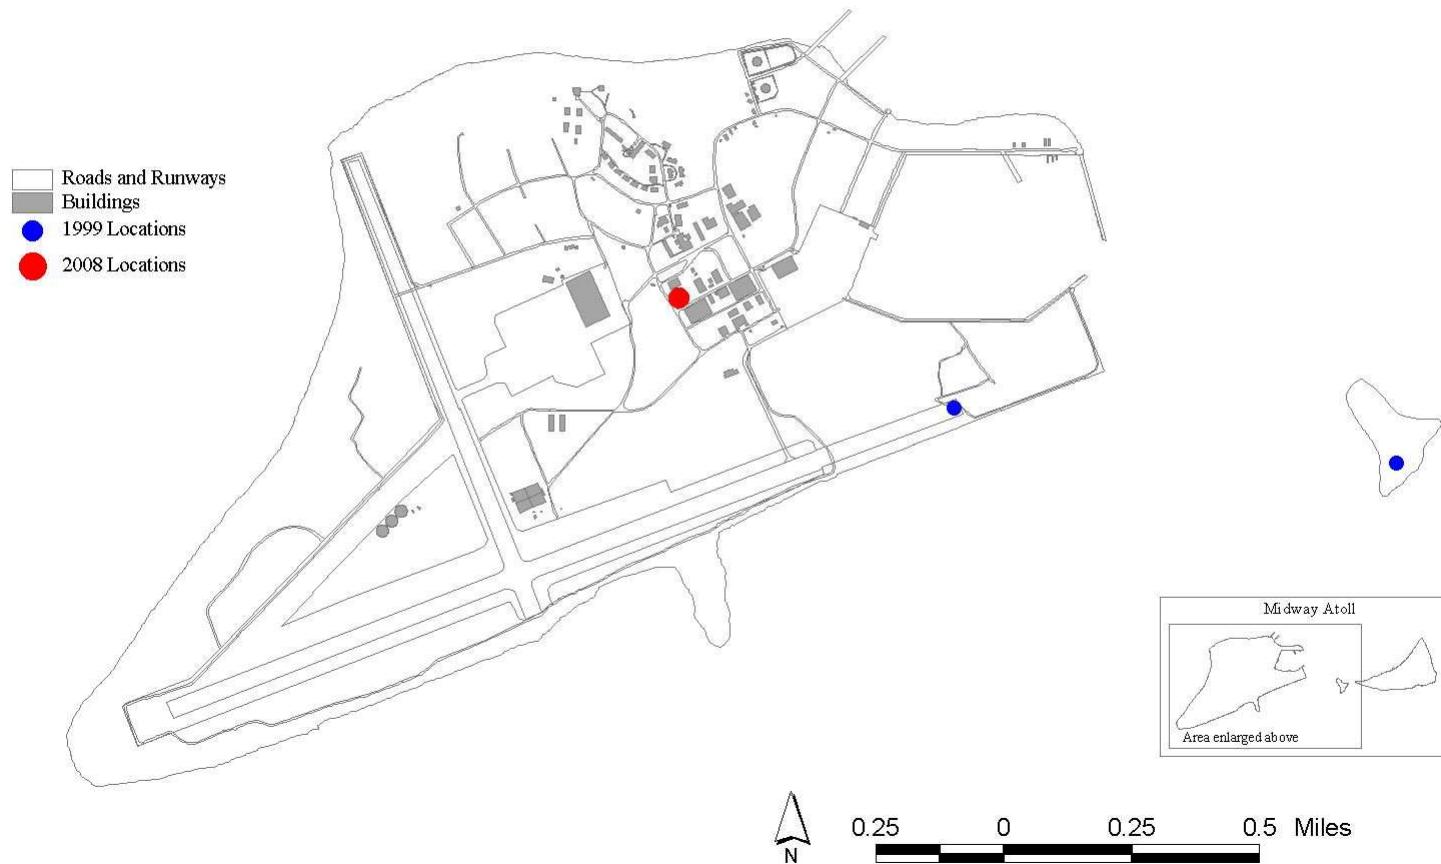 Roads and Runways
Buildings
1999 Locations
2008 Locations
Midway Atoll
Area enlarged above
N
0.25 0 0.25 0.5 Miles